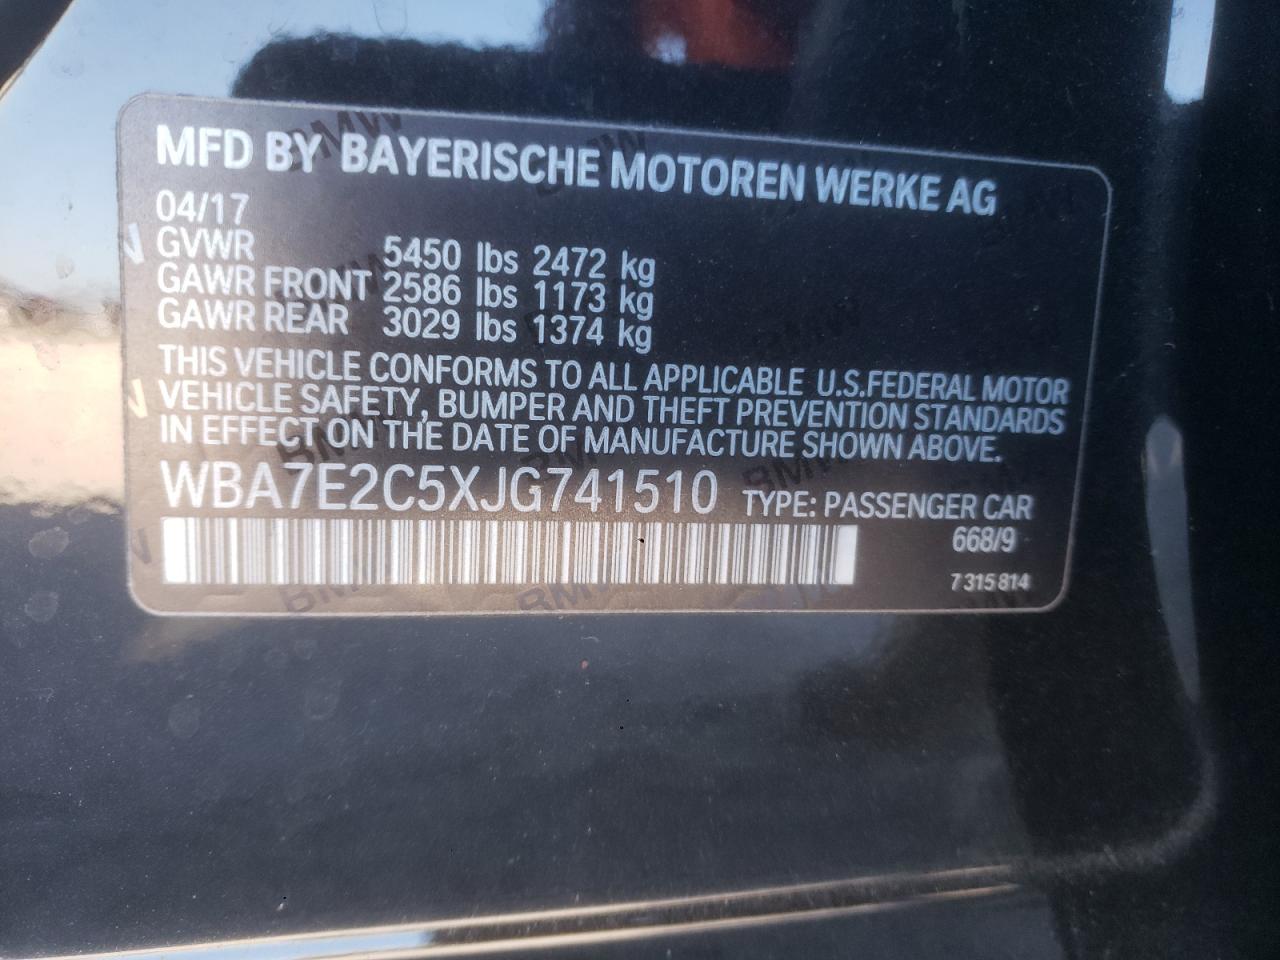 MFD BY BAYERISCHE MOTOREN WERKE AG
04/17
GVWR 5450 lbs 2472 kg
GAWR FRONT 2586 lbs 1173 kg
GAWR REAR 3029 lbs 1374 kg
THIS VEHICLE CONFORMS TO ALL APPLICABLE U.S.FEDERAL MOTOR
VEHICLE SAFETY, BUMPER AND THEFT PREVENTION STANDARDS
IN EFFECT ON THE DATE OF MANUFACTURE SHOWN ABOVE.
WBA7E2C5XJG741510 TYPE: PASSENGER CAR
668/9
7 315 814